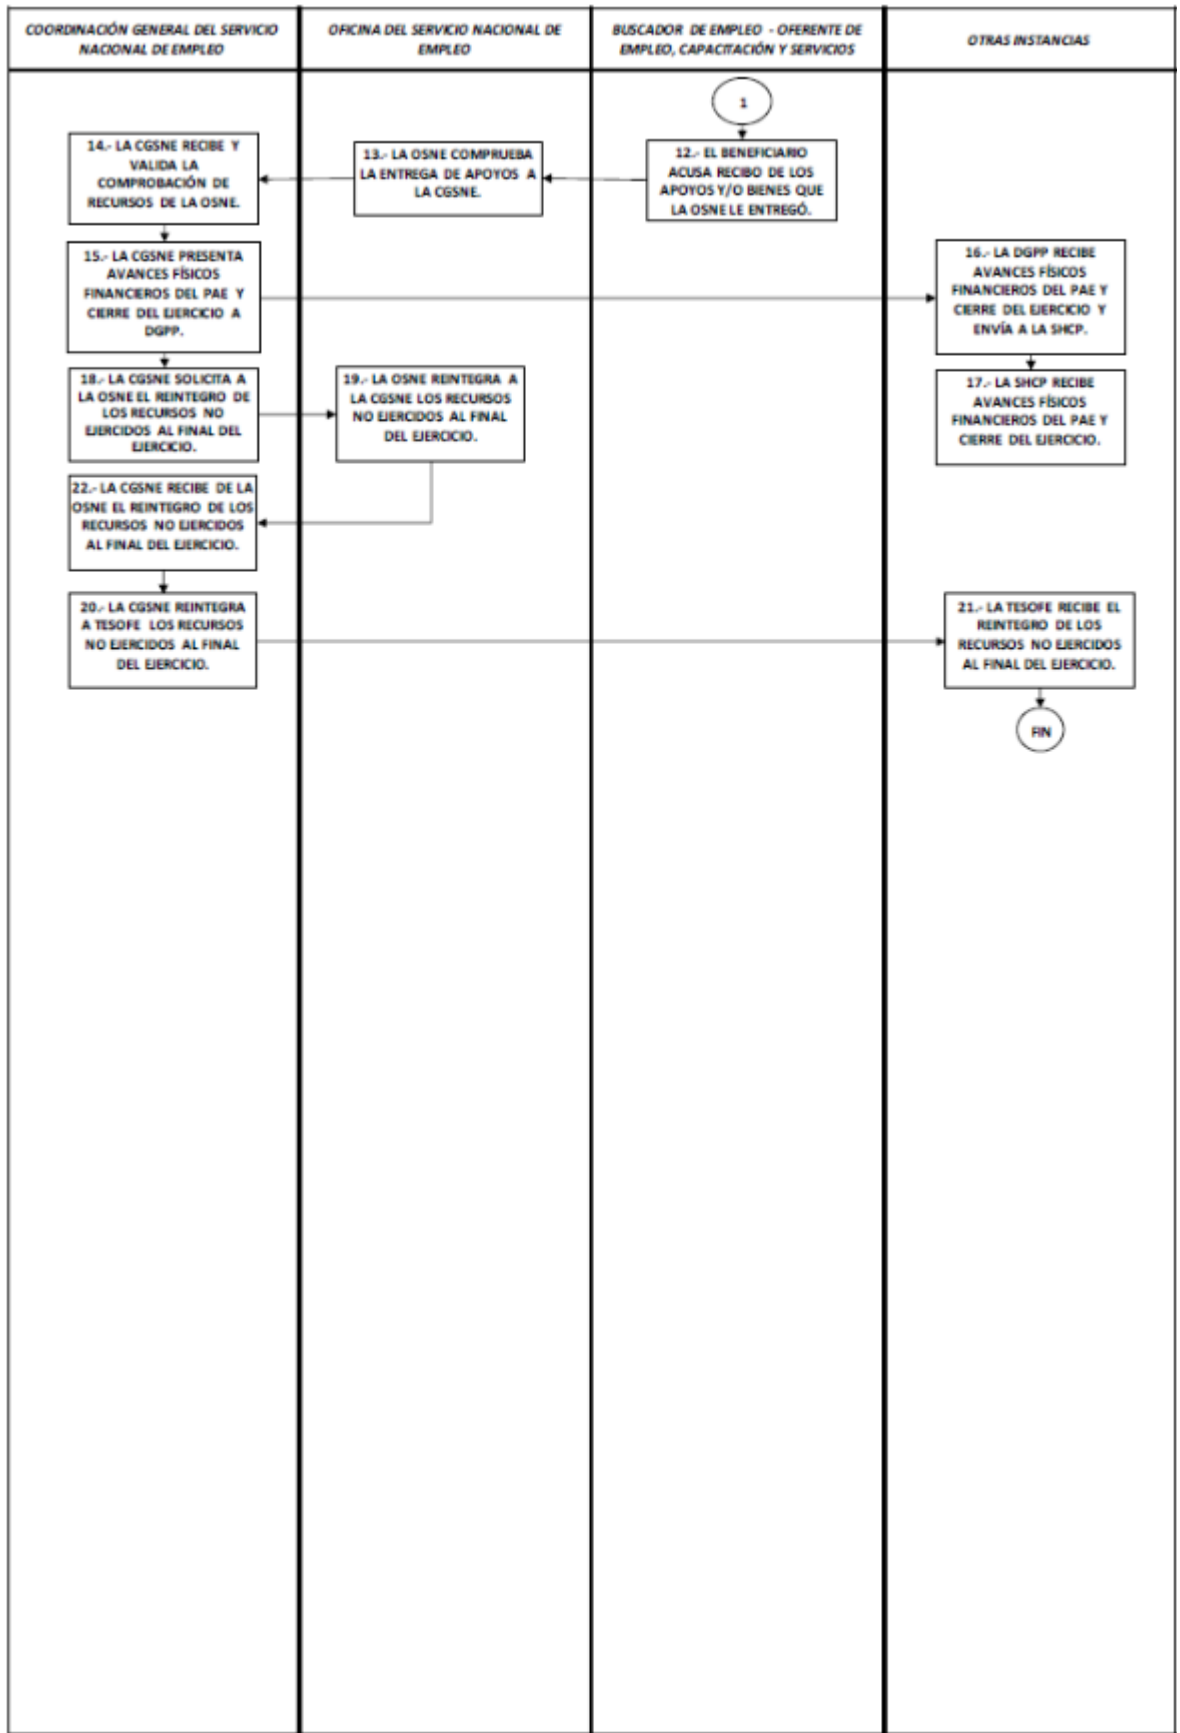 COORDINACIÓN GENERAL DEL SERVICIO
NACIONAL DE EMPLEO
OFICINA DEL SERVICIO NACIONAL DE
EMPLEO
BUSCADOR DE EMPLEO - OFERENTE DE
EMPLEO, CAPACITACIÓN Y SERVICIOS
OTRAS INSTANCIAS
1
14.- LA CGSNE RECIBE Y
VALIDA LA
COMPROBACIÓN DE
RECURSOS DE LA OSNE.
13.- LA OSNE COMPRUEBA
LA ENTREGA DE APOYOS A
LA CGSNE.
12.- EL BENEFICIARIO
ACUSA RECIBO DE LOS
APOYOS Y/O BIENES QUE
LA OSNE LE ENTREGÓ.
15.- LA CGSNE PRESENTA
AVANCES FÍSICOS
FINANCIEROS DEL PAE Y
CIERRE DEL EJERCICIO A
DGPP.
16.- LA DGPP RECIBE
AVANCES FÍSICOS
FINANCIEROS DEL PAE Y
CIERRE DEL EJERCICIO Y
ENVÍA A LA SHCP.
18.- LA CGSNE SOLICITA A
LA OSNE EL REINTEGRO DE
LOS RECURSOS NO
EJERCIDOS AL FINAL DEL
EJERCICIO.
19.- LA OSNE REINTEGRA A
LA CGSNE LOS RECURSOS
NO EJERCIDOS AL FINAL
DEL EJERCICIO.
17.- LA SHCP RECIBE
AVANCES FÍSICOS
FINANCIEROS DEL PAE Y
CIERRE DEL EJERCICIO.
22.- LA CGSNE RECIBE DE LA
OSNE EL REINTEGRO DE LOS
RECURSOS NO EJERCIDOS
AL FINAL DEL EJERCICIO.
20.- LA CGSNE REINTEGRA
A TESOFE LOS RECURSOS
NO EJERCIDOS AL FINAL
DEL EJERCICIO.
21.- LA TESOFE RECIBE EL
REINTEGRO DE LOS
RECURSOS NO EJERCIDOS
AL FINAL DEL EJERCICIO.
FIN